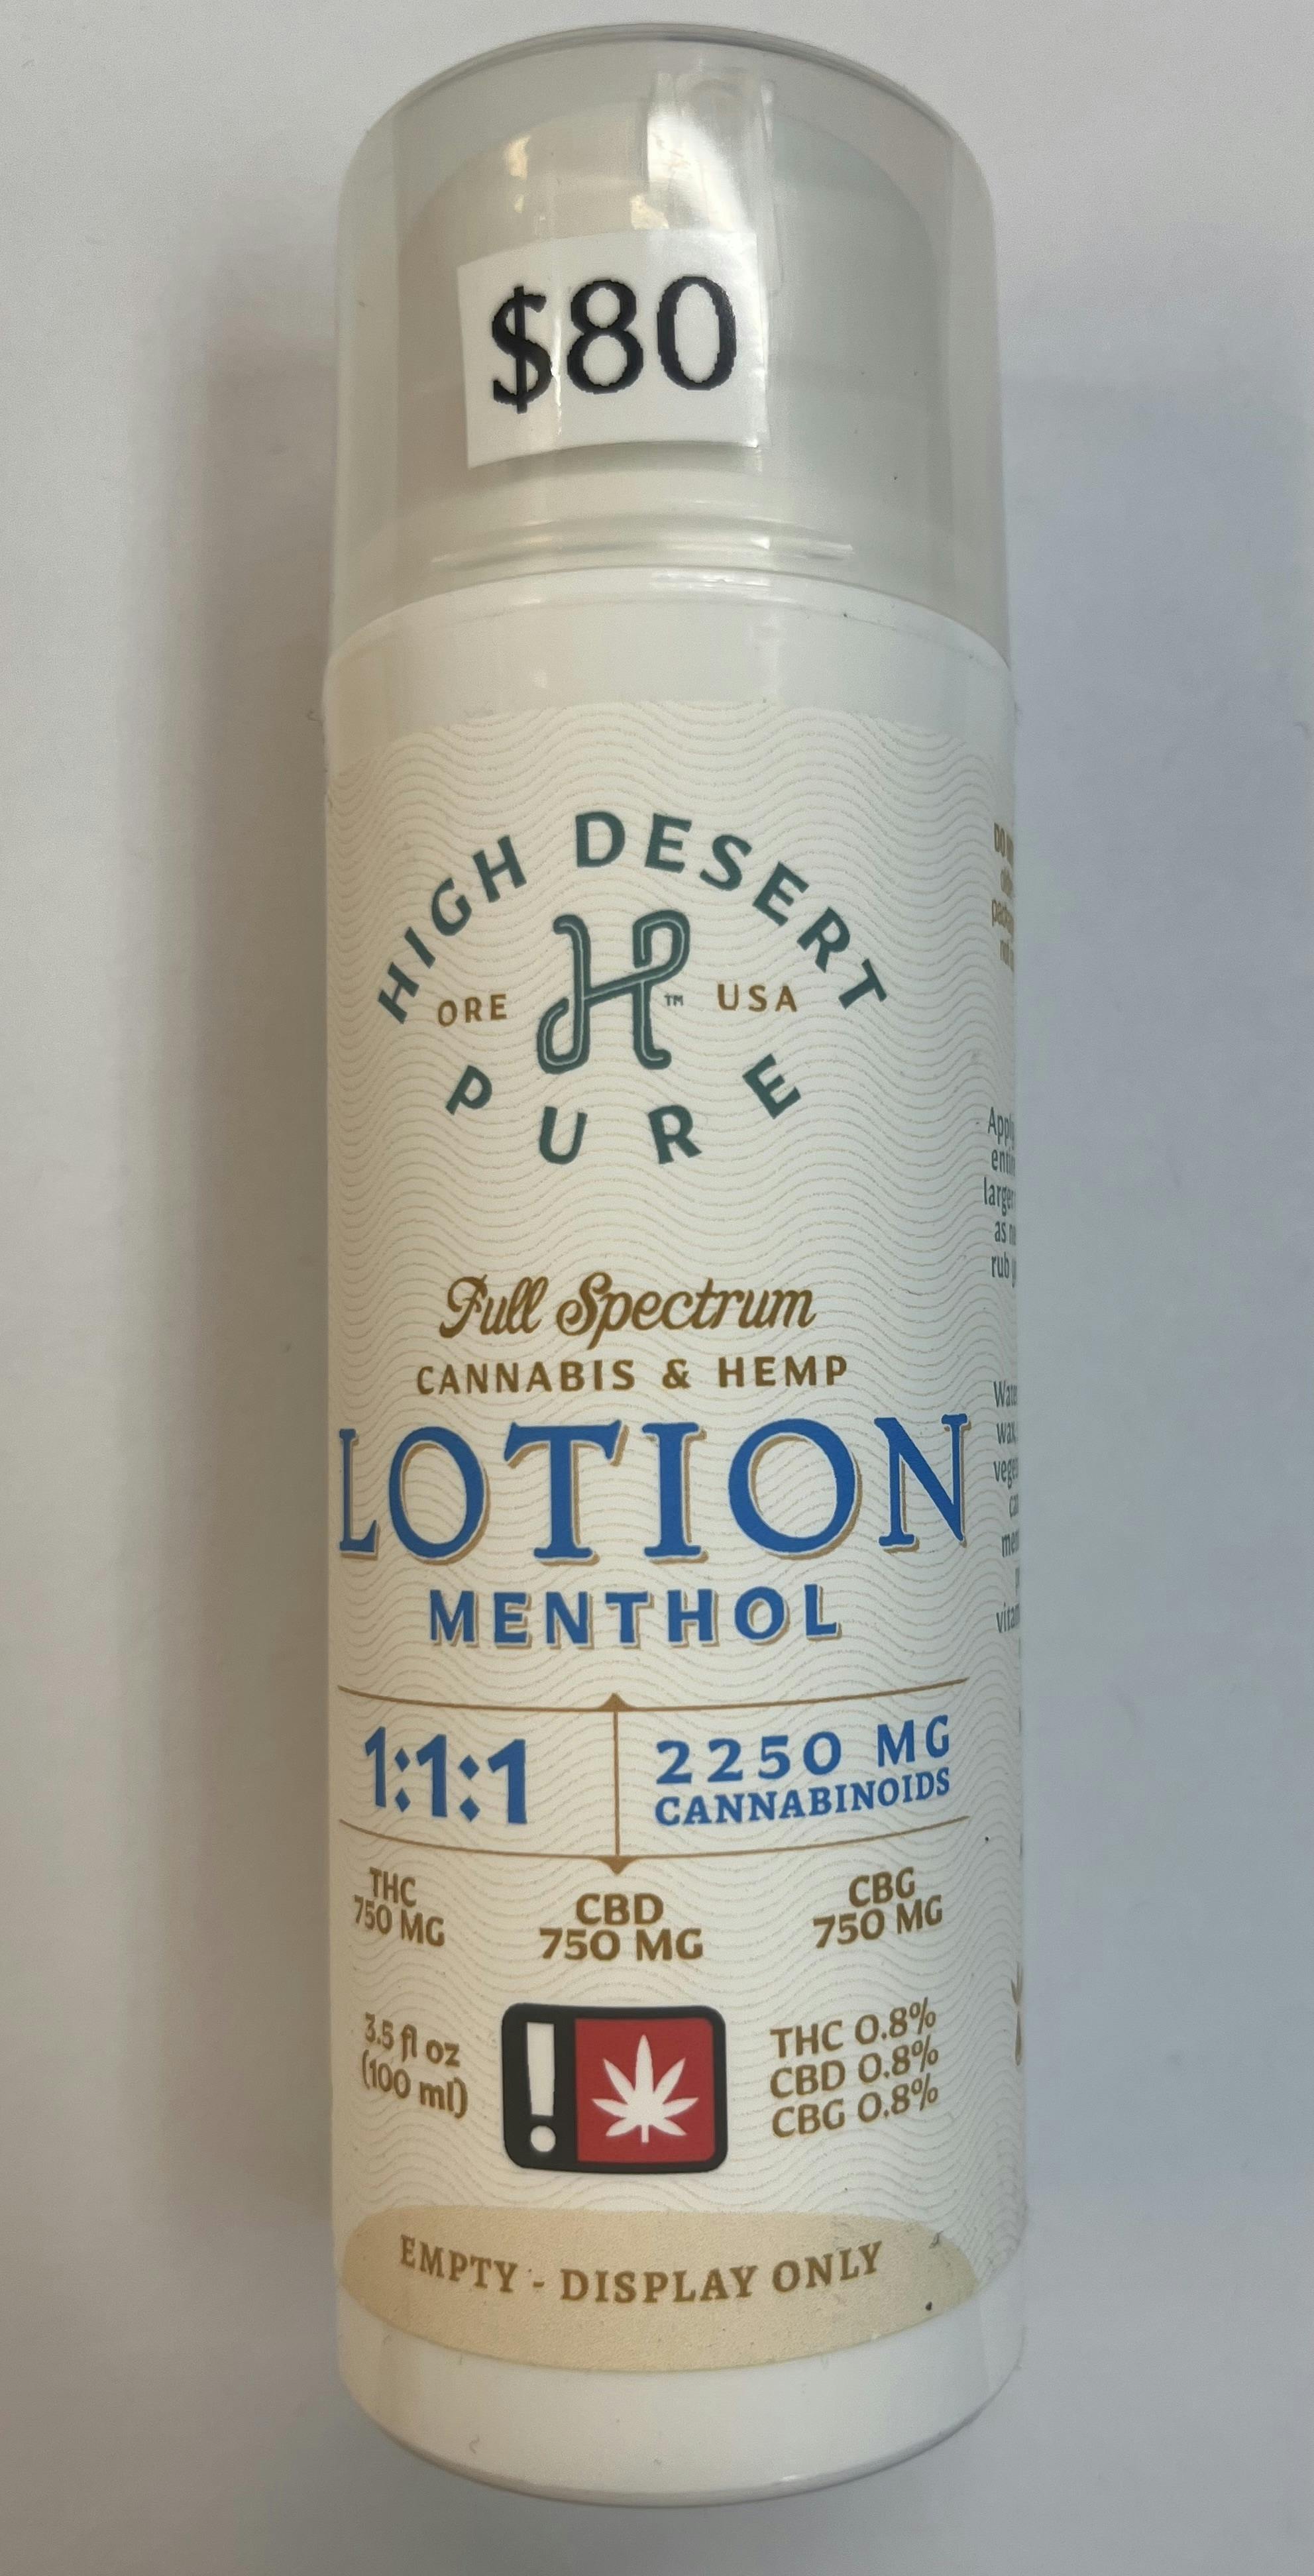 $80
HIGH DESERT
ORE H™ USA
PURE
Full Spectrum
CANNABIS & HEMP
LOTION
MENTHOL
1:1:1
2250 MG
CANNABINOIDS
THC
750 MG
CBD
750 MG
CBG
750 MG
3.5 fl oz
(100 ml)
!
THC 0.8%
CBD 0.8%
CBG 0.8%
EMPTY - DISPLAY ONLY